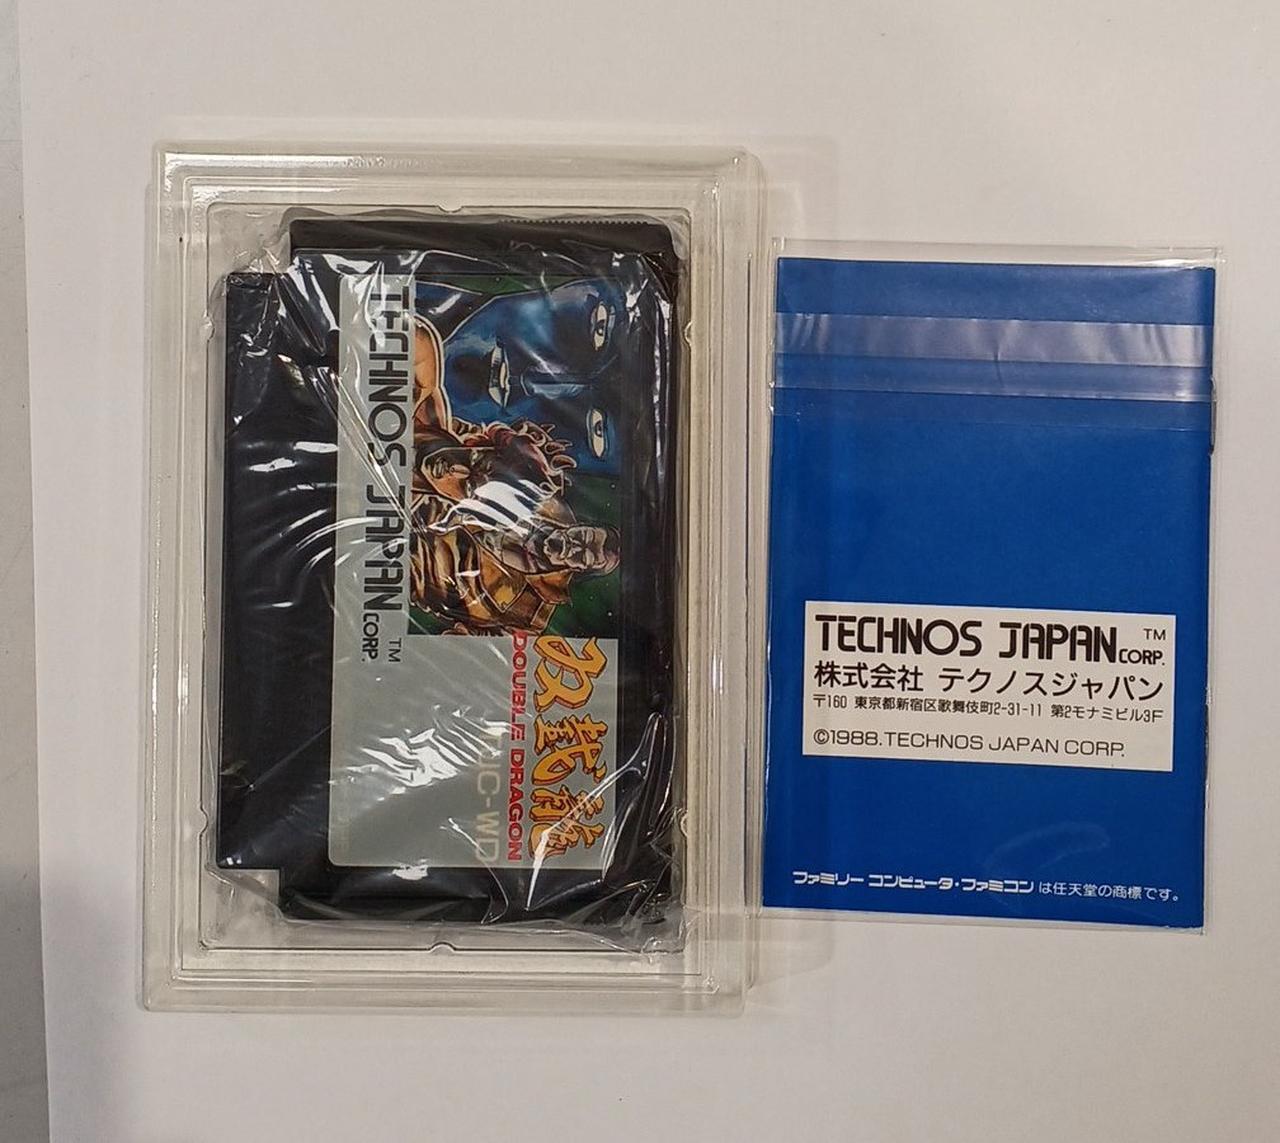 TECHNOS JAPAN CORP.
TM
双截龍
DOUBLE DRAGON
TJC-WD
TECHNOS JAPAN CORP. TM
株式会社 テクノスジャパン
〒160 東京都新宿区歌舞伎町2-31-11 第2モナミビル3F
©1988.TECHNOS JAPAN CORP.
ファミリー コンピュータ・ファミコン は任天堂の商標です。